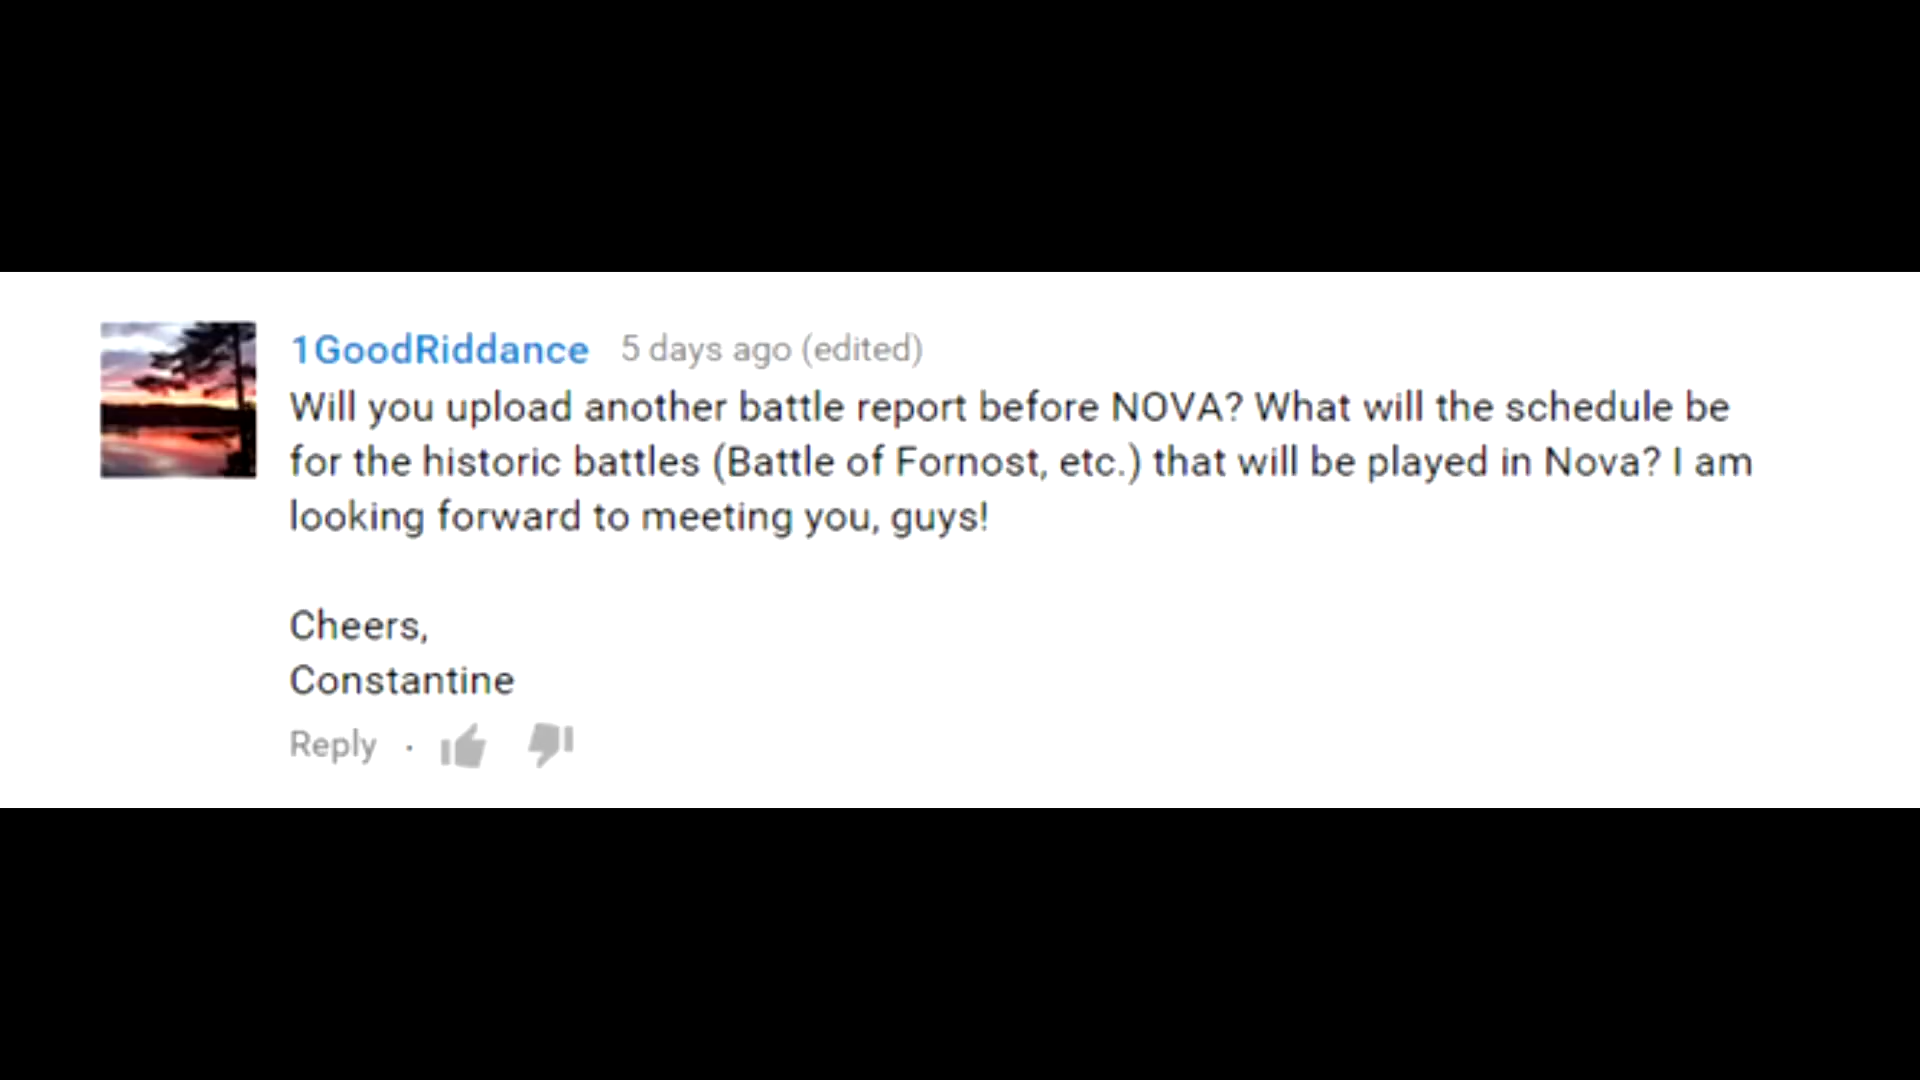 1GoodRiddance 5 days ago (edited)
Will you upload another battle report before NOVA? What will the schedule be
for the historic battles (Battle of Fornost, etc.) that will be played in Nova? I am
looking forward to meeting you, guys!
Cheers,
Constantine
Reply ·